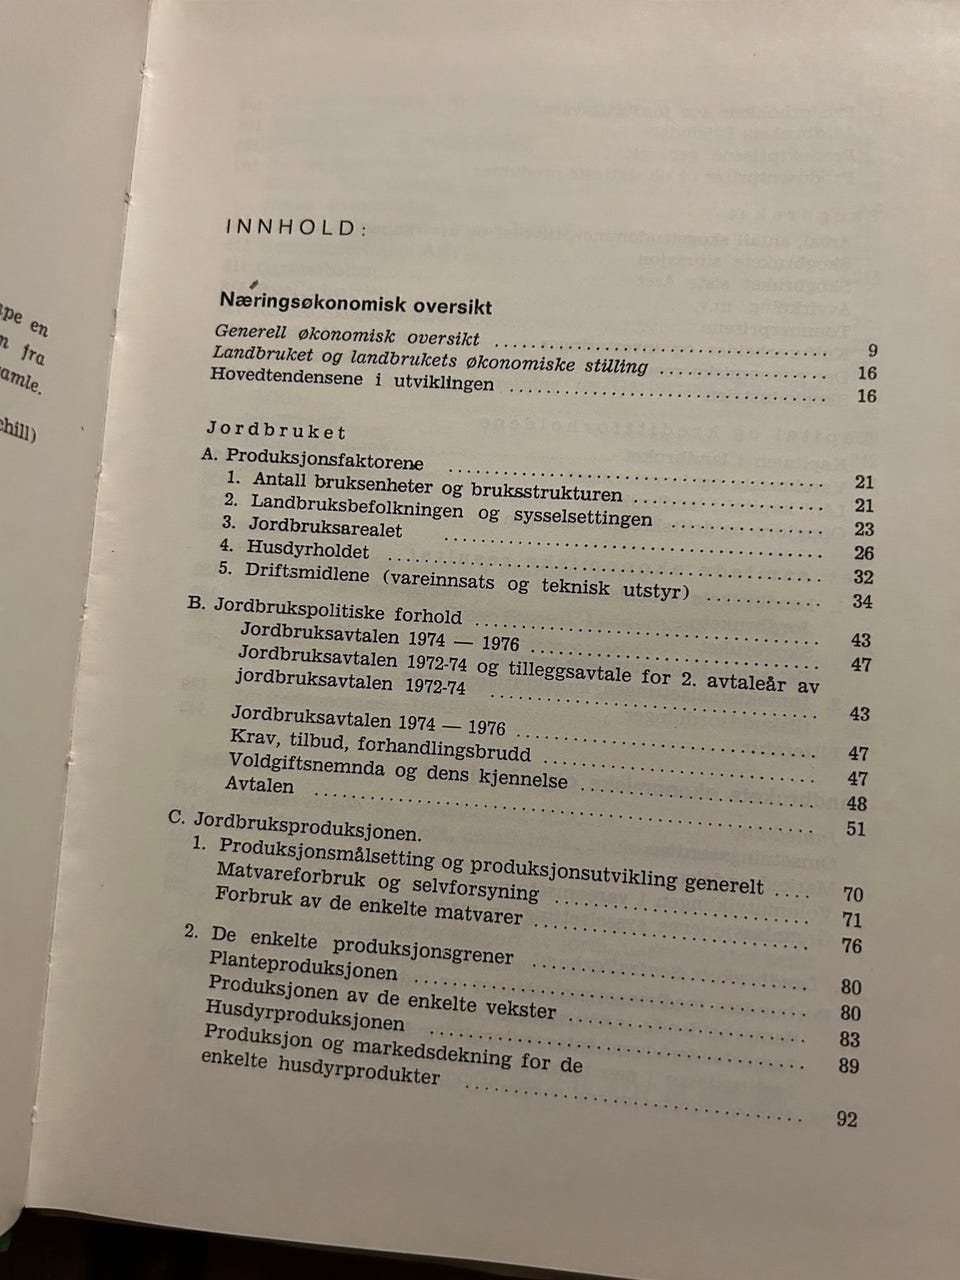 en
fra
amle.
chill)
INNHOLD:
Næringsøkonomisk oversikt
Generell økonomisk oversikt ................................ 9
Landbruket og landbrukets økonomiske stilling ................ 16
Hovedtendensene i utviklingen .............................. 16
Jordbruket
A. Produksjonsfaktorene ................................... 21
1. Antall bruksenheter og bruksstrukturen .................. 21
2. Landbruksbefolkningen og sysselsettingen ................ 23
3. Jordbruksarealet ................................... 26
4. Husdyrholdet ........................................ 32
5. Driftsmidlene (vareinnsats og teknisk utstyr) ........... 34
B. Jordbrukspolitiske forhold ............................... 43
Jordbruksavtalen 1974 — 1976 ........................... 47
Jordbruksavtalen 1972-74 og tilleggsavtale for 2. avtaleår av
jordbruksavtalen 1972-74 .............................. 43
Jordbruksavtalen 1974 — 1976 ........................... 47
Krav, tilbud, forhandlingsbrudd ......................... 47
Voldgiftsnemnda og dens kjennelse ..................... 48
Avtalen .............................................. 51
C. Jordbruksproduksjonen.
1. Produksjonsmålsetting og produksjonsutvikling generelt .... 70
Matvareforbruk og selvforsyning ....................... 71
Forbruk av de enkelte matvarer ......................... 76
2. De enkelte produksjonsgrener ......................... 80
Planteproduksjonen ................................... 80
Produksjonen av de enkelte vekster ..................... 83
Husdyrproduksjonen .................................. 89
Produksjon og markedsdekning for de
enkelte husdyrprodukter .............................. 92